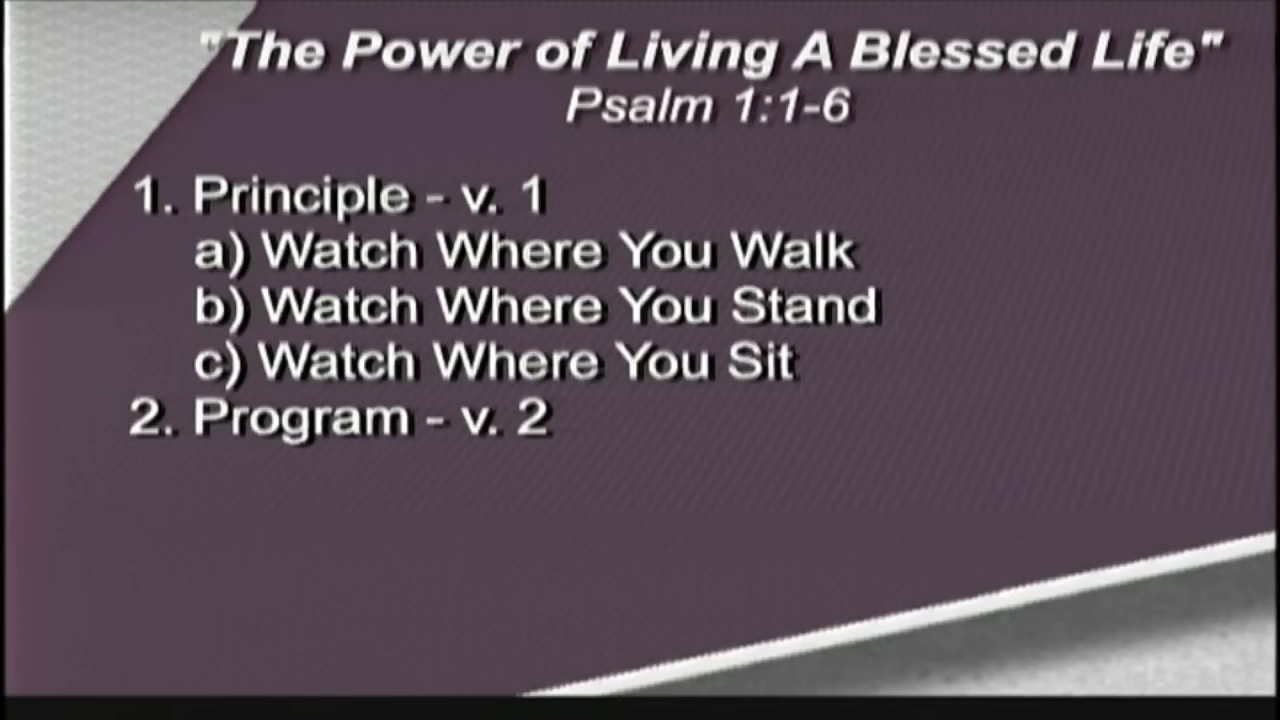 "The Power of Living A Blessed Life"
Psalm 1:1-6
1. Principle - v. 1
a) Watch Where You Walk
b) Watch Where You Stand
c) Watch Where You Sit
2. Program - v. 2